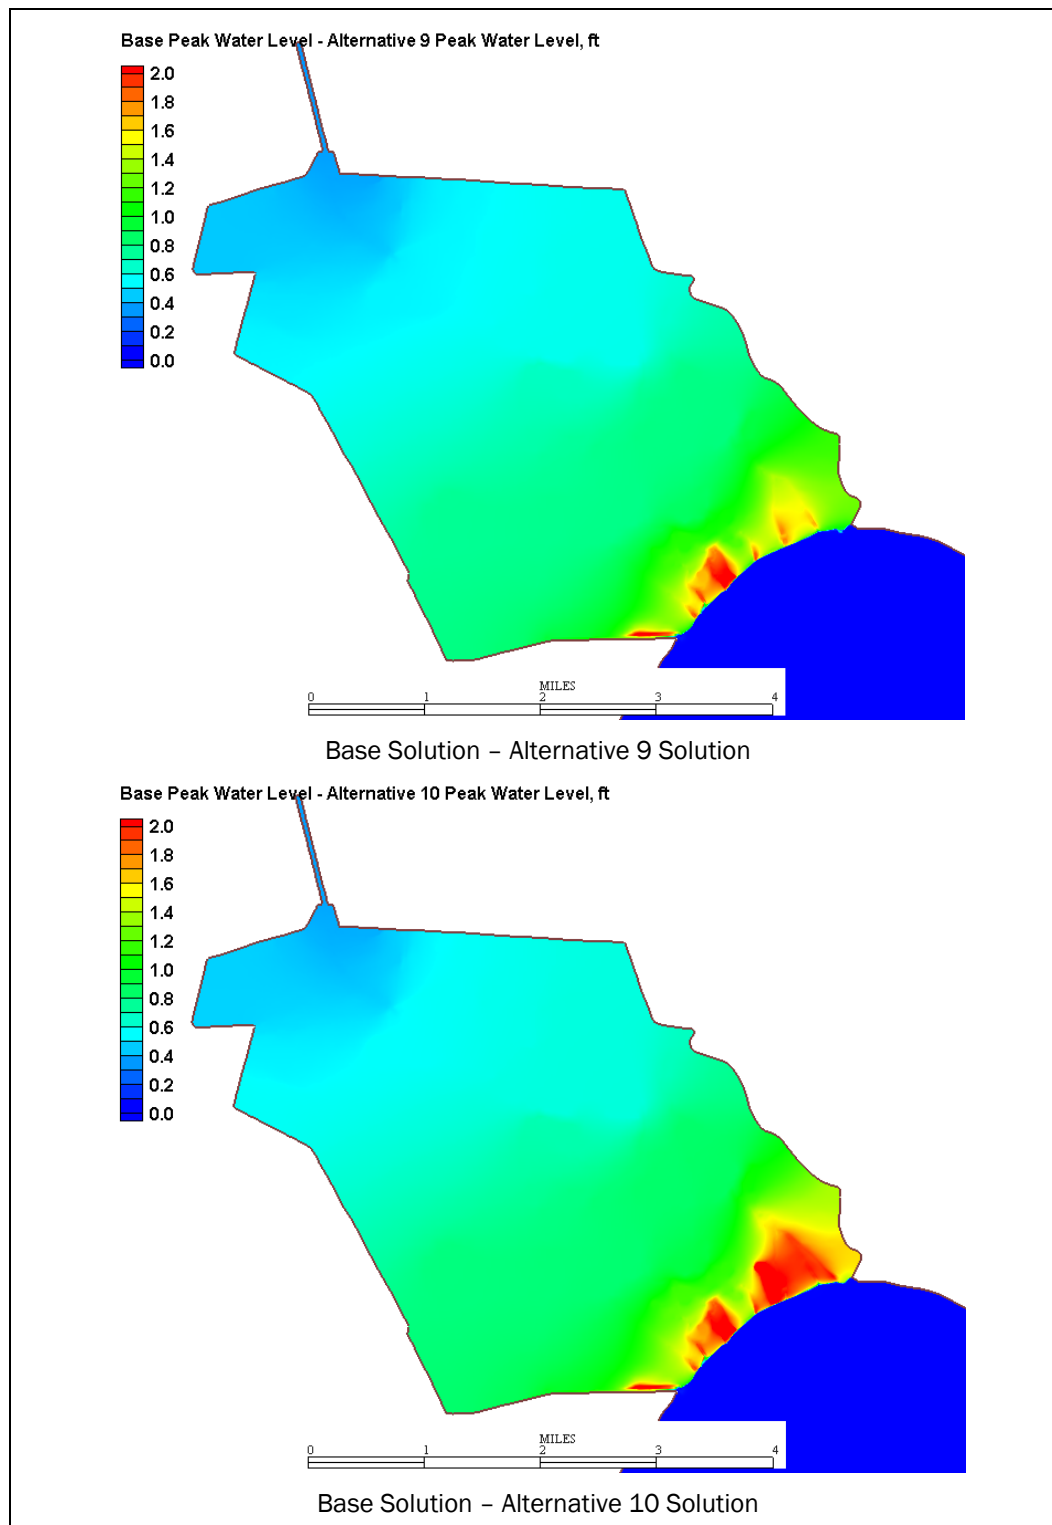 Base Peak Water Level - Alternative 9 Peak Water Level, ft
2.0
1.8
1.6
1.4
1.2
1.0
0.8
0.6
0.4
0.2
0.0
MILES
0 1 2 3 4
Base Solution – Alternative 9 Solution
Base Peak Water Level - Alternative 10 Peak Water Level, ft
2.0
1.8
1.6
1.4
1.2
1.0
0.8
0.6
0.4
0.2
0.0
MILES
0 1 2 3 4
Base Solution – Alternative 10 Solution